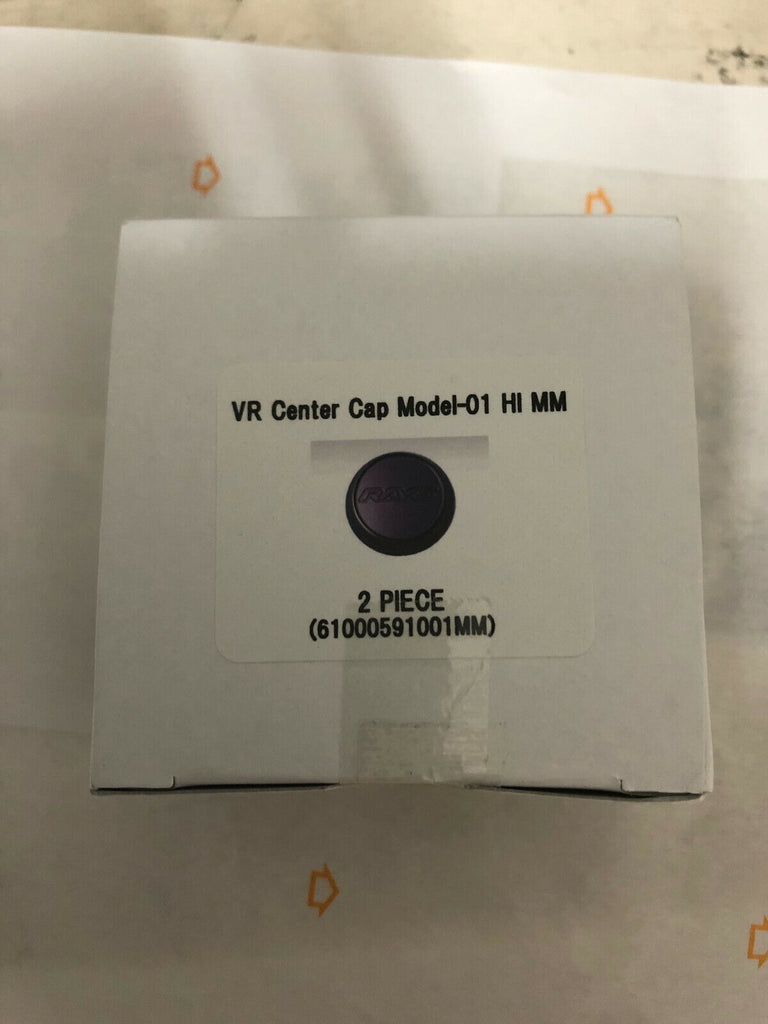 VR Center Cap Model-01 HI MM
RAYS
2 PIECE
(61000591001MM)